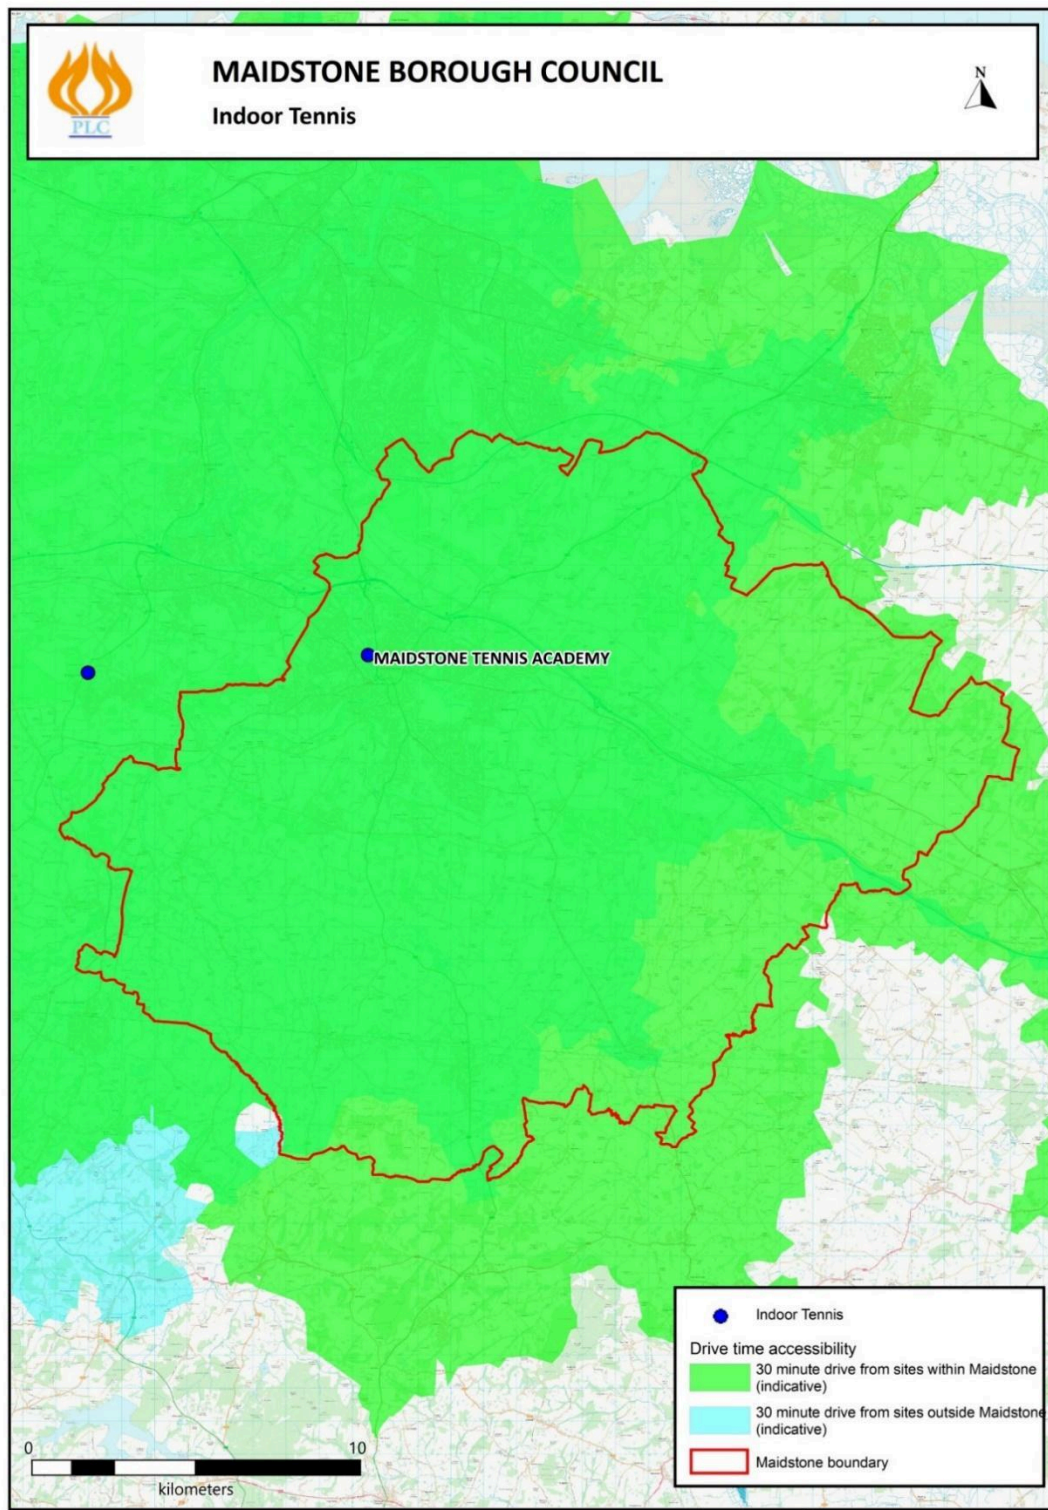 MAIDSTONE BOROUGH COUNCIL
Indoor Tennis
PLC
N
MAIDSTONE TENNIS ACADEMY
Indoor Tennis
Drive time accessibility
30 minute drive from sites within Maidstone
(indicative)
30 minute drive from sites outside Maidstone
(indicative)
Maidstone boundary
0
10
kilometers